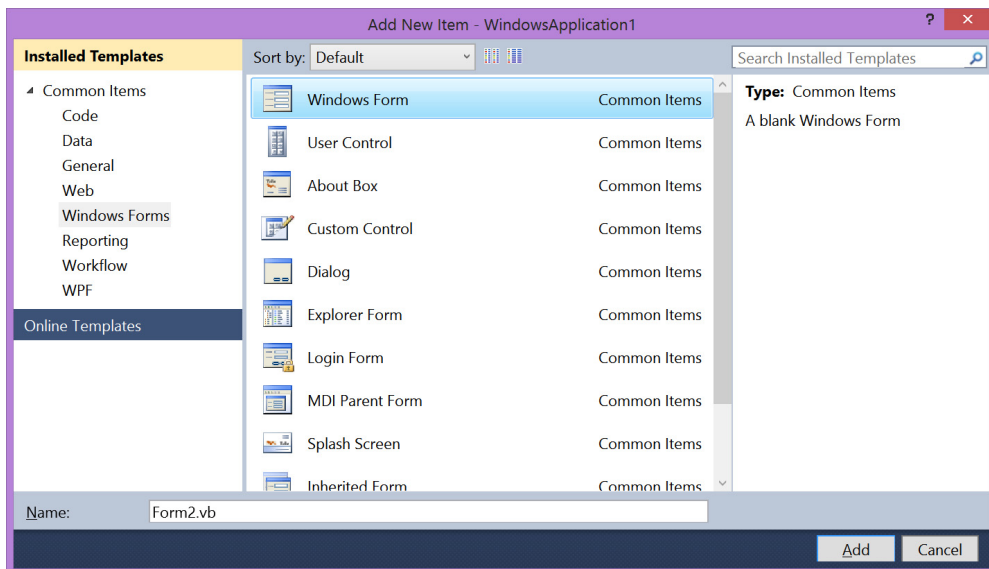 Add New Item - WindowsApplication1
? ×
Installed Templates
Sort by: Default
Search Installed Templates
Common Items
Code
Data
General
Web
Windows Forms
Reporting
Workflow
WPF
Online Templates
Windows Form Common Items
User Control Common Items
About Box Common Items
Custom Control Common Items
Dialog Common Items
Explorer Form Common Items
Login Form Common Items
MDI Parent Form Common Items
Splash Screen Common Items
Inherited Form Common Items
Type: Common Items
A blank Windows Form
Name: Form2.vb
Add Cancel